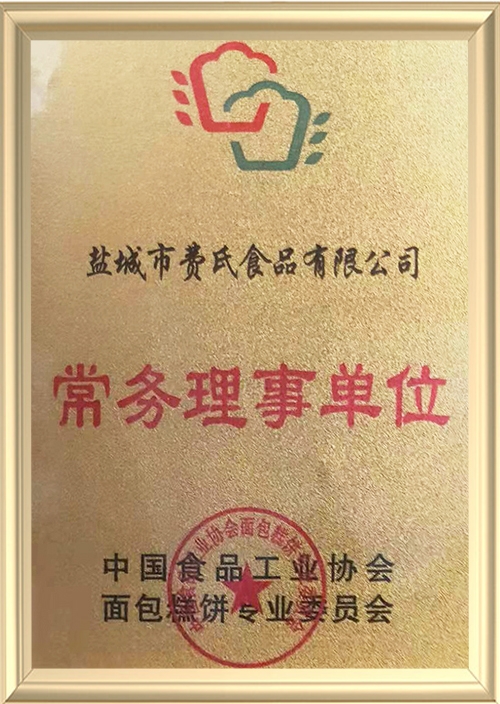 盐城市费氏食品有限公司
常务理事单位
中国食品工业协会
面包糕饼专业委员会